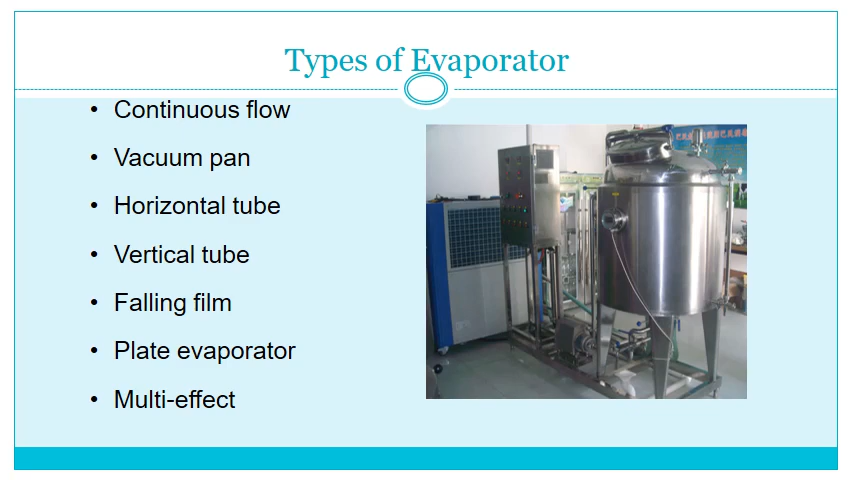 Types of Evaporator
• Continuous flow
• Vacuum pan
• Horizontal tube
• Vertical tube
• Falling film
• Plate evaporator
• Multi-effect